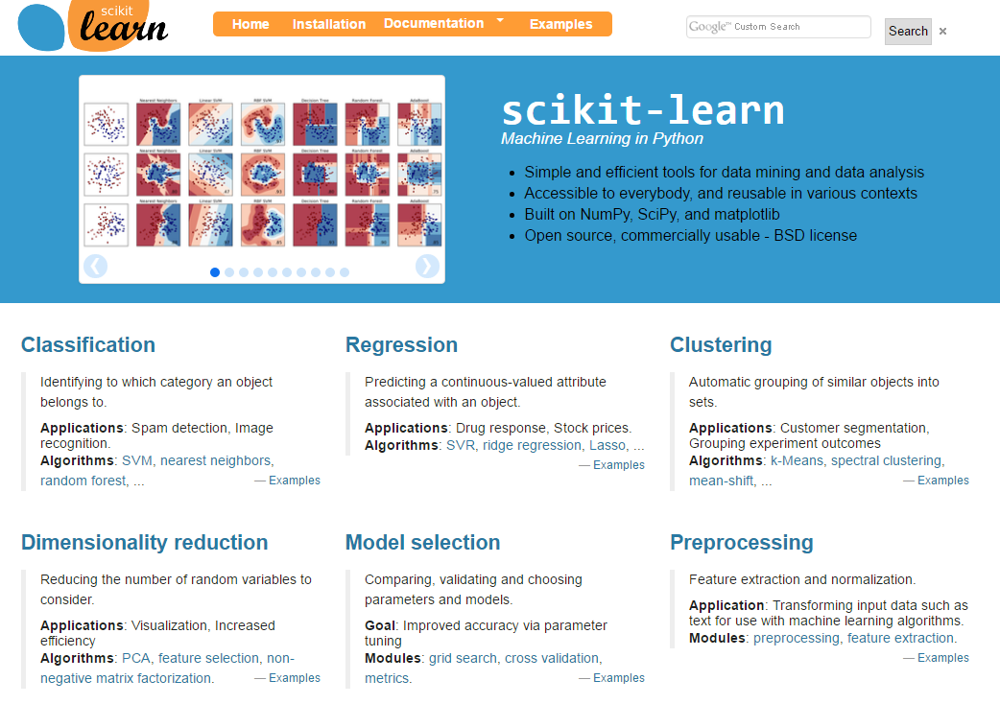 scikit
learn
Home Installation Documentation Examples
Google™ Custom Search
Search ×
Nearest Neighbors Linear SVM RBF SVM Decision Tree Random Forest AdaBoost
Nearest Neighbors Linear SVM RBF SVM Decision Tree Random Forest AdaBoost
Nearest Neighbors Linear SVM RBF SVM Decision Tree Random Forest AdaBoost
scikit-learn
Machine Learning in Python
• Simple and efficient tools for data mining and data analysis
• Accessible to everybody, and reusable in various contexts
• Built on NumPy, SciPy, and matplotlib
• Open source, commercially usable - BSD license
Classification
Identifying to which category an object
belongs to.
Applications: Spam detection, Image
recognition.
Algorithms: SVM, nearest neighbors,
random forest, ... — Examples
Regression
Predicting a continuous-valued attribute
associated with an object.
Applications: Drug response, Stock prices.
Algorithms: SVR, ridge regression, Lasso, ...
— Examples
Clustering
Automatic grouping of similar objects into
sets.
Applications: Customer segmentation,
Grouping experiment outcomes
Algorithms: k-Means, spectral clustering,
mean-shift, ... — Examples
Dimensionality reduction
Reducing the number of random variables to
consider.
Applications: Visualization, Increased
efficiency
Algorithms: PCA, feature selection, non-
negative matrix factorization. — Examples
Model selection
Comparing, validating and choosing
parameters and models.
Goal: Improved accuracy via parameter
tuning
Modules: grid search, cross validation,
metrics. — Examples
Preprocessing
Feature extraction and normalization.
Application: Transforming input data such as
text for use with machine learning algorithms.
Modules: preprocessing, feature extraction.
— Examples